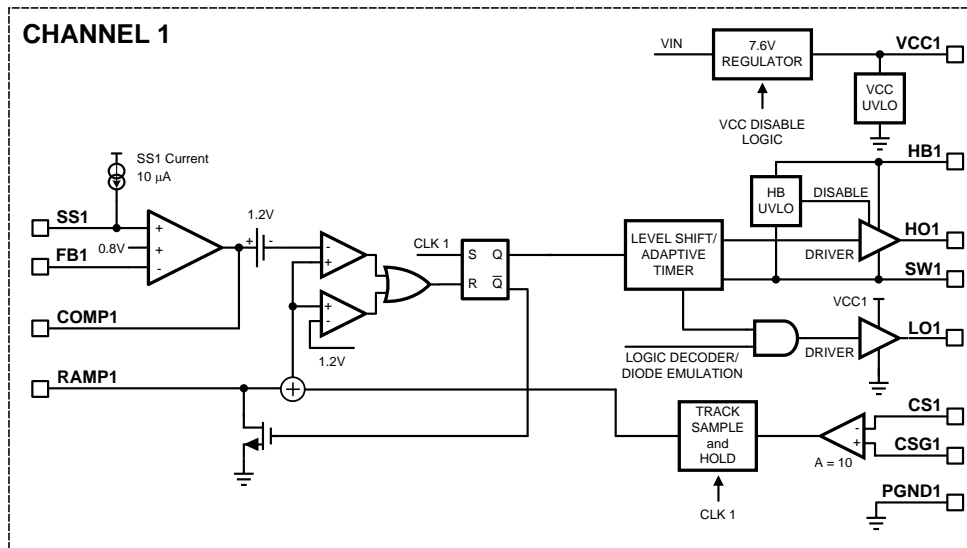 CHANNEL 1
VIN
7.6V
REGULATOR
VCC1
VCC
UVLO
VCC DISABLE
LOGIC
HB1
SS1 Current
10 μA
HB
UVLO
DISABLE
SS1
+
0.8V
+
FB1
-
1.2V
+
-
-
+
CLK 1
S
Q
R
Q
LEVEL SHIFT/
ADAPTIVE
TIMER
DRIVER
HO1
SW1
+
-
1.2V
COMP1
VCC1
LO1
LOGIC DECODER/
DIODE EMULATION
DRIVER
RAMP1
+
TRACK
SAMPLE
and
HOLD
CS1
-
+
CSG1
A = 10
CLK 1
PGND1